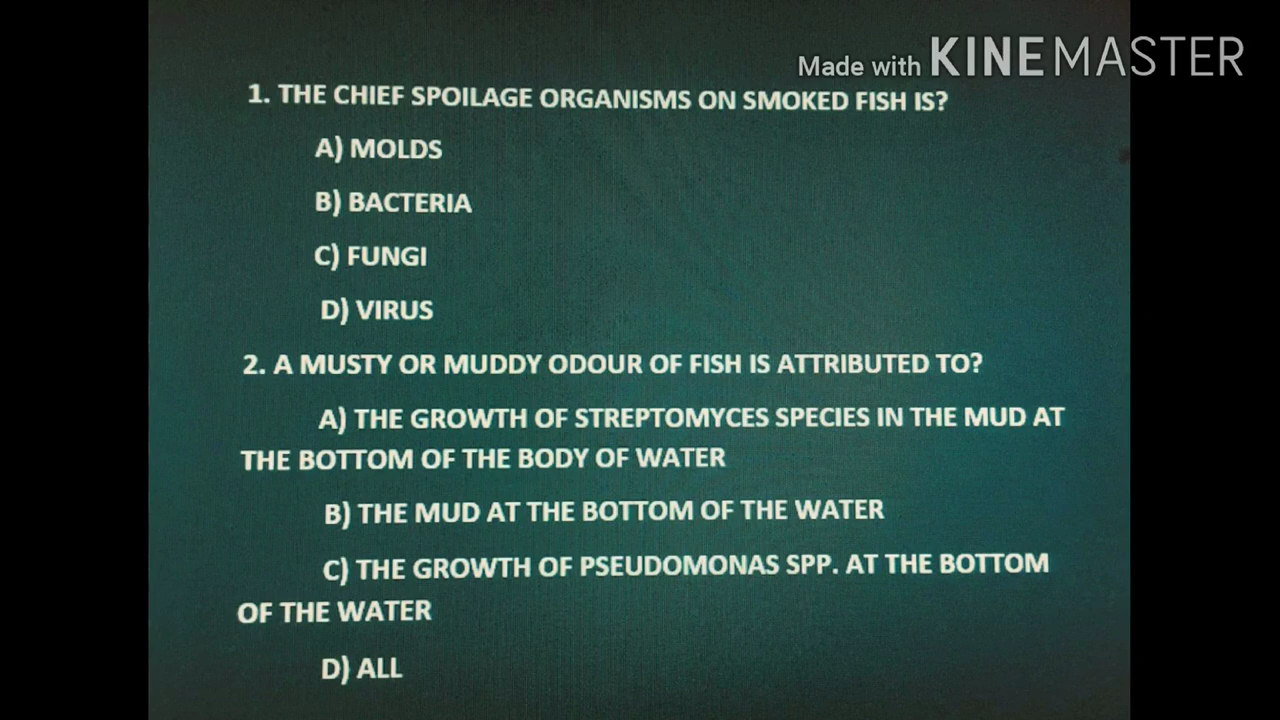 Made with KINEMASTER
1. THE CHIEF SPOILAGE ORGANISMS ON SMOKED FISH IS?
A) MOLDS
B) BACTERIA
C) FUNGI
D) VIRUS
2. A MUSTY OR MUDDY ODOUR OF FISH IS ATTRIBUTED TO?
A) THE GROWTH OF STREPTOMYCES SPECIES IN THE MUD AT
THE BOTTOM OF THE BODY OF WATER
B) THE MUD AT THE BOTTOM OF THE WATER
C) THE GROWTH OF PSEUDOMONAS SPP. AT THE BOTTOM
OF THE WATER
D) ALL